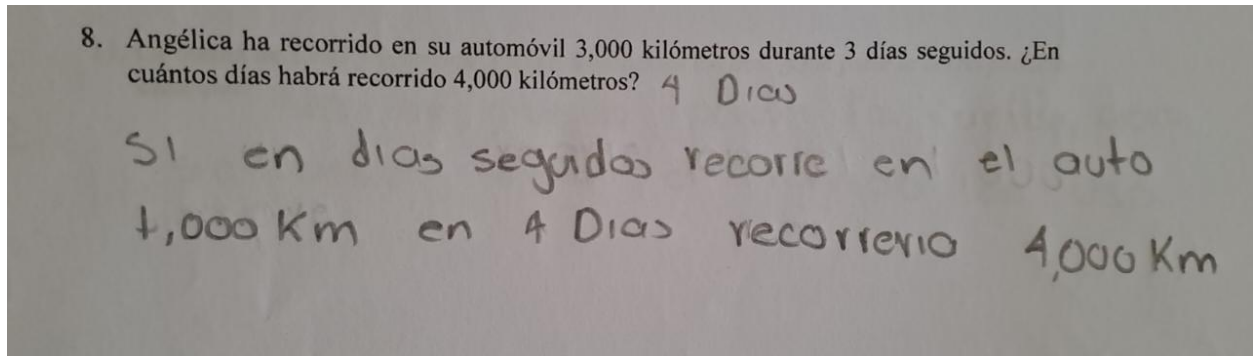 8. Angélica ha recorrido en su automóvil 3,000 kilómetros durante 3 días seguidos. ¿En
cuántos días habrá recorrido 4,000 kilómetros? 4 Dias
SI en dias seguidos recorre en el auto
1,000 Km en 4 Dias recorreria 4,000 Km